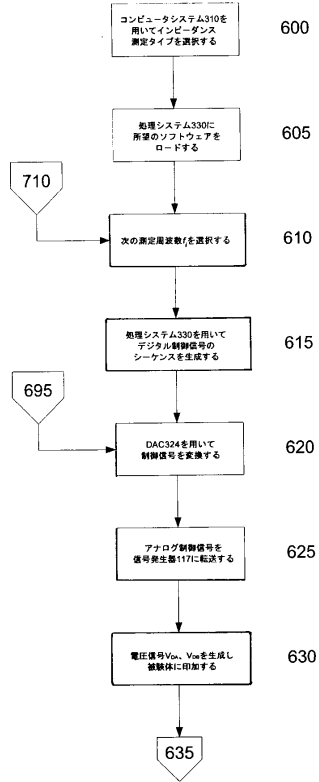 コンピュータシステム310を
用いてインピーダンス
測定タイプを選択する
600
処理システム330に
所望のソフトウェアを
ロードする
605
710
次の測定周波数fiを選択する
610
処理システム330を用いて
デジタル制御信号の
シーケンスを生成する
615
695
DAC324を用いて
制御信号を変換する
620
アナログ制御信号を
信号発生器117に転送する
625
電圧信号VDA、VDBを生成し
被験体に印加する
630
635